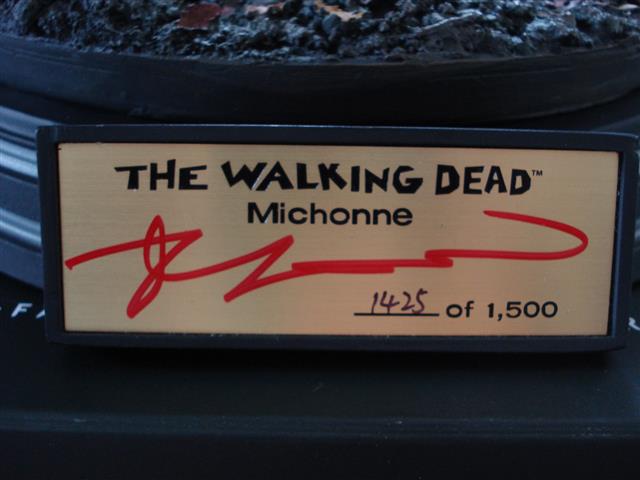 THE WALKING DEAD™
Michonne
1425 of 1,500